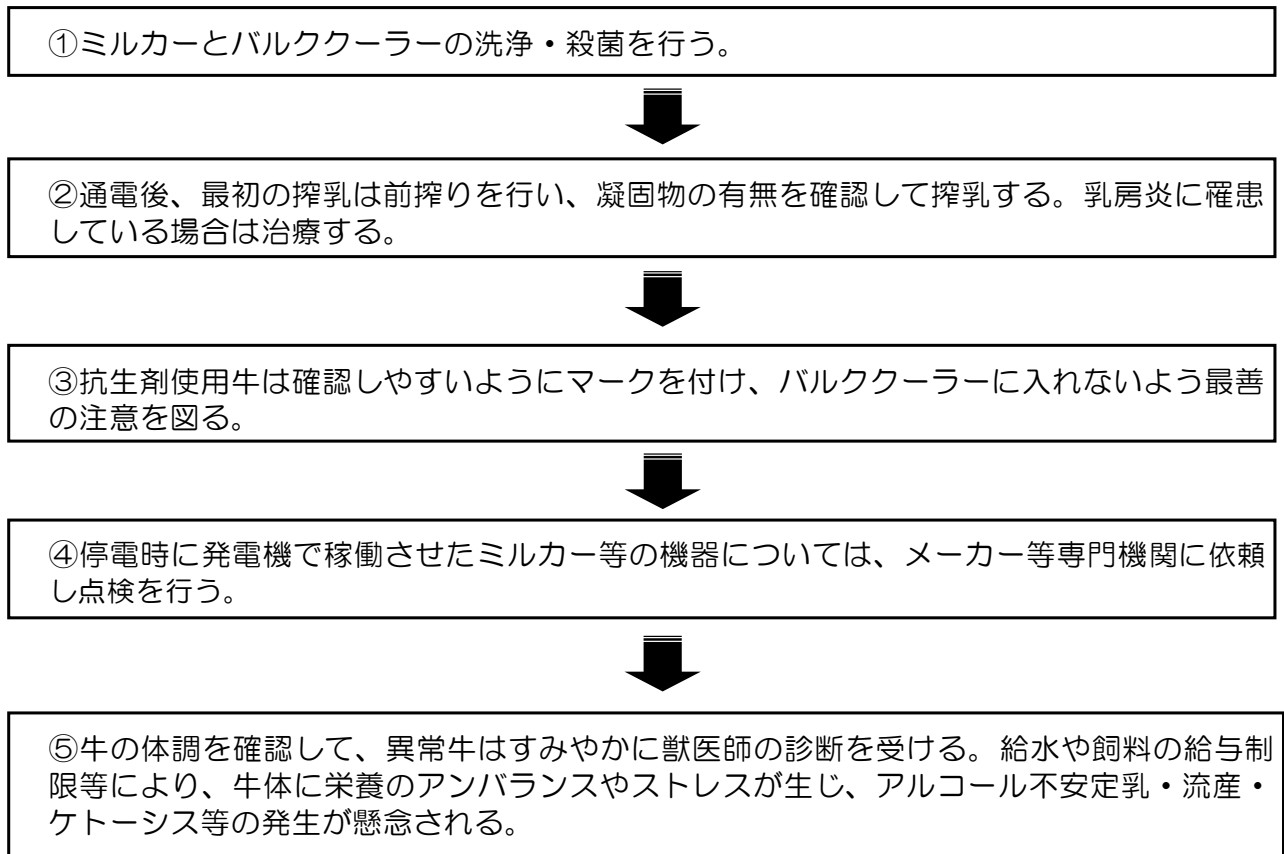 ①ミルカーとバルククーラーの洗浄・殺菌を行う。
②通電後、最初の搾乳は前搾りを行い、凝固物の有無を確認して搾乳する。乳房炎に罹患
している場合は治療する。
③抗生剤使用牛は確認しやすいようにマークを付け、バルククーラーに入れないよう最善
の注意を図る。
④停電時に発電機で稼働させたミルカー等の機器については、メーカー等専門機関に依頼
し点検を行う。
⑤牛の体調を確認して、異常牛はすみやかに獣医師の診断を受ける。給水や飼料の給与制
限等により、牛体に栄養のアンバランスやストレスが生じ、アルコール不安定乳・流産・
ケトーシス等の発生が懸念される。